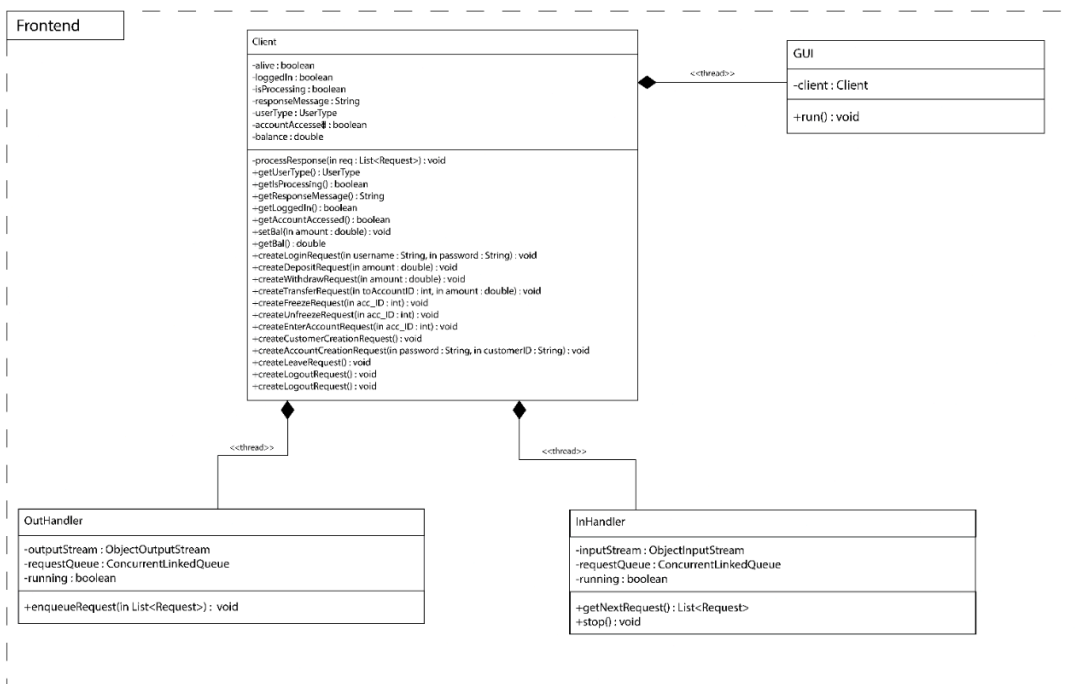 Frontend
Client
-alive : boolean
-loggedIn : boolean
-isProcessing : boolean
-responseMessage : String
-userType : UserType
-accountAccessed : boolean
-balance : double
-processResponse(in req : List<Request>) : void
+getUserType() : UserType
+getIsProcessing() : boolean
+getResponseMessage() : String
+getLoggedIn() : boolean
+getAccountAccessed() : boolean
+setBal(in amount : double) : void
+getBal() : double
+createLoginRequest(in username : String, in password : String) : void
+createDepositRequest(in amount : double) : void
+createWithdrawRequest(in amount : double) : void
+createTransferRequest(in toAccountID : int, in amount : double) : void
+createFreezeRequest(in acc_ID : int) : void
+createUnfreezeRequest(in acc_ID : int) : void
+createEnterAccountRequest(in acc_ID : int) : void
+createCustomerCreationRequest() : void
+createAccountCreationRequest(in password : String, in customerID : String) : void
+createLeaveRequest() : void
+createLogoutRequest() : void
+createLogoutRequest() : void
<<thread>>
GUI
-client : Client
+run() : void
<<thread>>
<<thread>>
OutHandler
-outputStream : ObjectOutputStream
-requestQueue : ConcurrentLinkedQueue
-running : boolean
+enqueueRequest(in List<Request>) : void
InHandler
-inputStream : ObjectInputStream
-requestQueue : ConcurrentLinkedQueue
-running : boolean
+getNextRequest() : List<Request>
+stop() : void